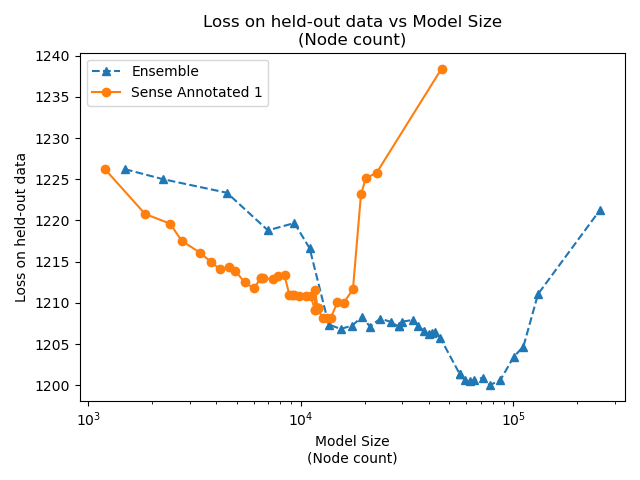 Loss on held-out data vs Model Size
(Node count)
Loss on held-out data
1240
1235
1230
1225
1220
1215
1210
1205
1200
Ensemble
Sense Annotated 1
10³
10⁴
10⁵
Model Size
(Node count)